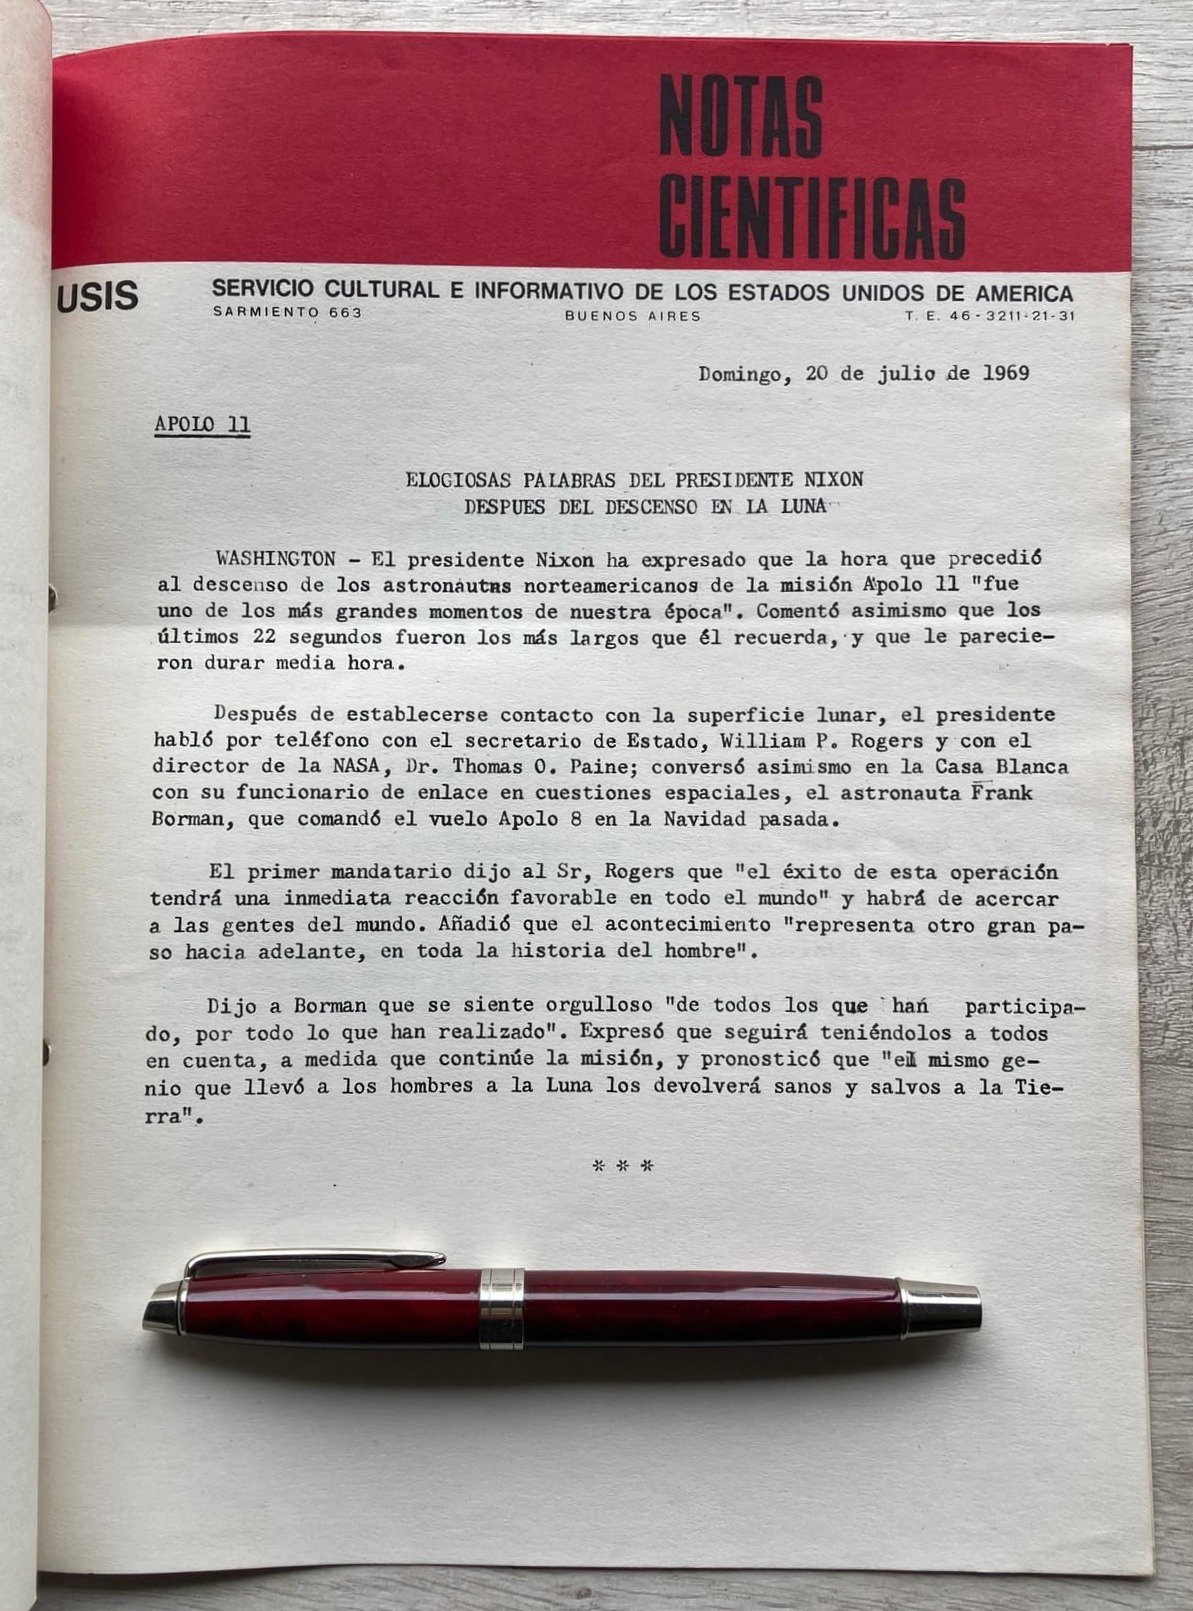 NOTAS
CIENTIFICAS
USIS
SERVICIO CULTURAL E INFORMATIVO DE LOS ESTADOS UNIDOS DE AMERICA
SARMIENTO 663 BUENOS AIRES T. E. 46-3211-21-31
Domingo, 20 de julio de 1969
APOLO 11
ELOGIOSAS PALABRAS DEL PRESIDENTE NIXON
DESPUES DEL DESCENSO EN LA LUNA
WASHINGTON - El presidente Nixon ha expresado que la hora que precedió
al descenso de los astronautas norteamericanos de la misión Apolo 11 "fue
uno de los más grandes momentos de nuestra época". Comentó asimismo que los
últimos 22 segundos fueron los más largos que él recuerda, y que le parecie-
ron durar media hora.
Después de establecerse contacto con la superficie lunar, el presidente
habló por teléfono con el secretario de Estado, William P. Rogers y con el
director de la NASA, Dr. Thomas O. Paine; conversó asimismo en la Casa Blanca
con su funcionario de enlace en cuestiones espaciales, el astronauta Frank
Borman, que comandó el vuelo Apolo 8 en la Navidad pasada.
El primer mandatario dijo al Sr, Rogers que "el éxito de esta operación
tendrá una inmediata reacción favorable en todo el mundo" y habrá de acercar
a las gentes del mundo. Añadió que el acontecimiento "representa otro gran pa-
so hacia adelante, en toda la historia del hombre".
Dijo a Borman que se siente orgulloso "de todos los que han participa-
do, por todo lo que han realizado". Expresó que seguirá teniéndolos a todos
en cuenta, a medida que continúe la misión, y pronosticó que "el mismo ge-
nio que llevó a los hombres a la Luna los devolverá sanos y salvos a la Tie-
rra".
* * *